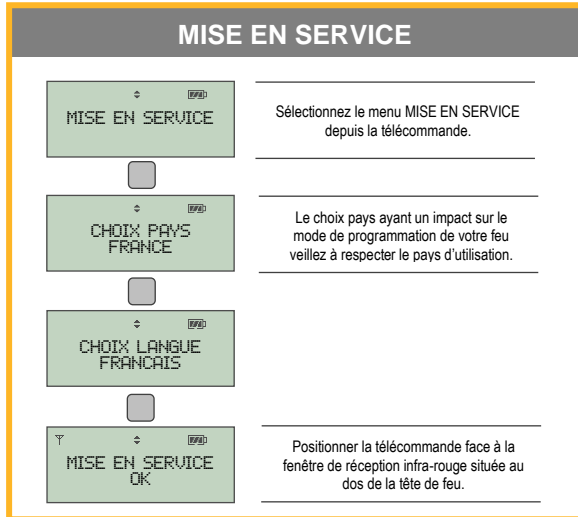 MISE EN SERVICE
MISE EN SERVICE
Sélectionnez le menu MISE EN SERVICE
depuis la télécommande.
CHOIX PAYS
FRANCE
Le choix pays ayant un impact sur le
mode de programmation de votre feu
veillez à respecter le pays d'utilisation.
CHOIX LANGUE
FRANCAIS
MISE EN SERVICE
OK
Positionner la télécommande face à la
fenêtre de réception infra-rouge située au
dos de la tête de feu.